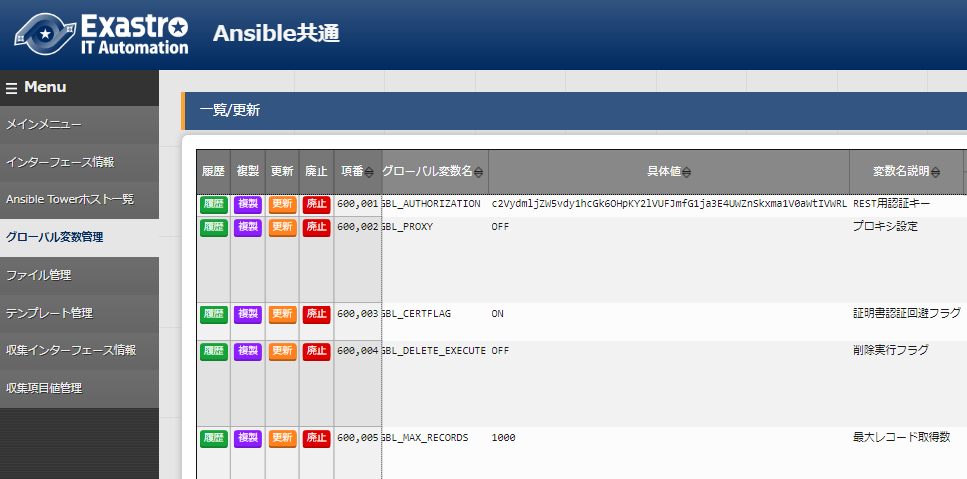 Exastro
IT Automation
Ansible共通
Menu
メインメニュー
インターフェース情報
Ansible Towerホスト一覧
グローバル変数管理
ファイル管理
テンプレート管理
収集インターフェース情報
収集項目値管理
一覧/更新
履歴 複製 更新 廃止 項番 グローバル変数名 具体値 変数名説明
履歴 複製 更新 廃止 600,001 GBL_AUTHORIZATION c2VydmljZW5vdy1hcGk6OHpKY2lVUFJmfG1ja3E4UWZnSkxma1V0aWtIVWRL REST用認証キー
履歴 複製 更新 廃止 600,002 GBL_PROXY OFF プロキシ設定
履歴 複製 更新 廃止 600,003 GBL_CERTFLAG ON 証明書認証回避フラグ
履歴 複製 更新 廃止 600,004 GBL_DELETE_EXECUTE OFF 削除実行フラグ
履歴 複製 更新 廃止 600,005 GBL_MAX_RECORDS 1000 最大レコード取得数